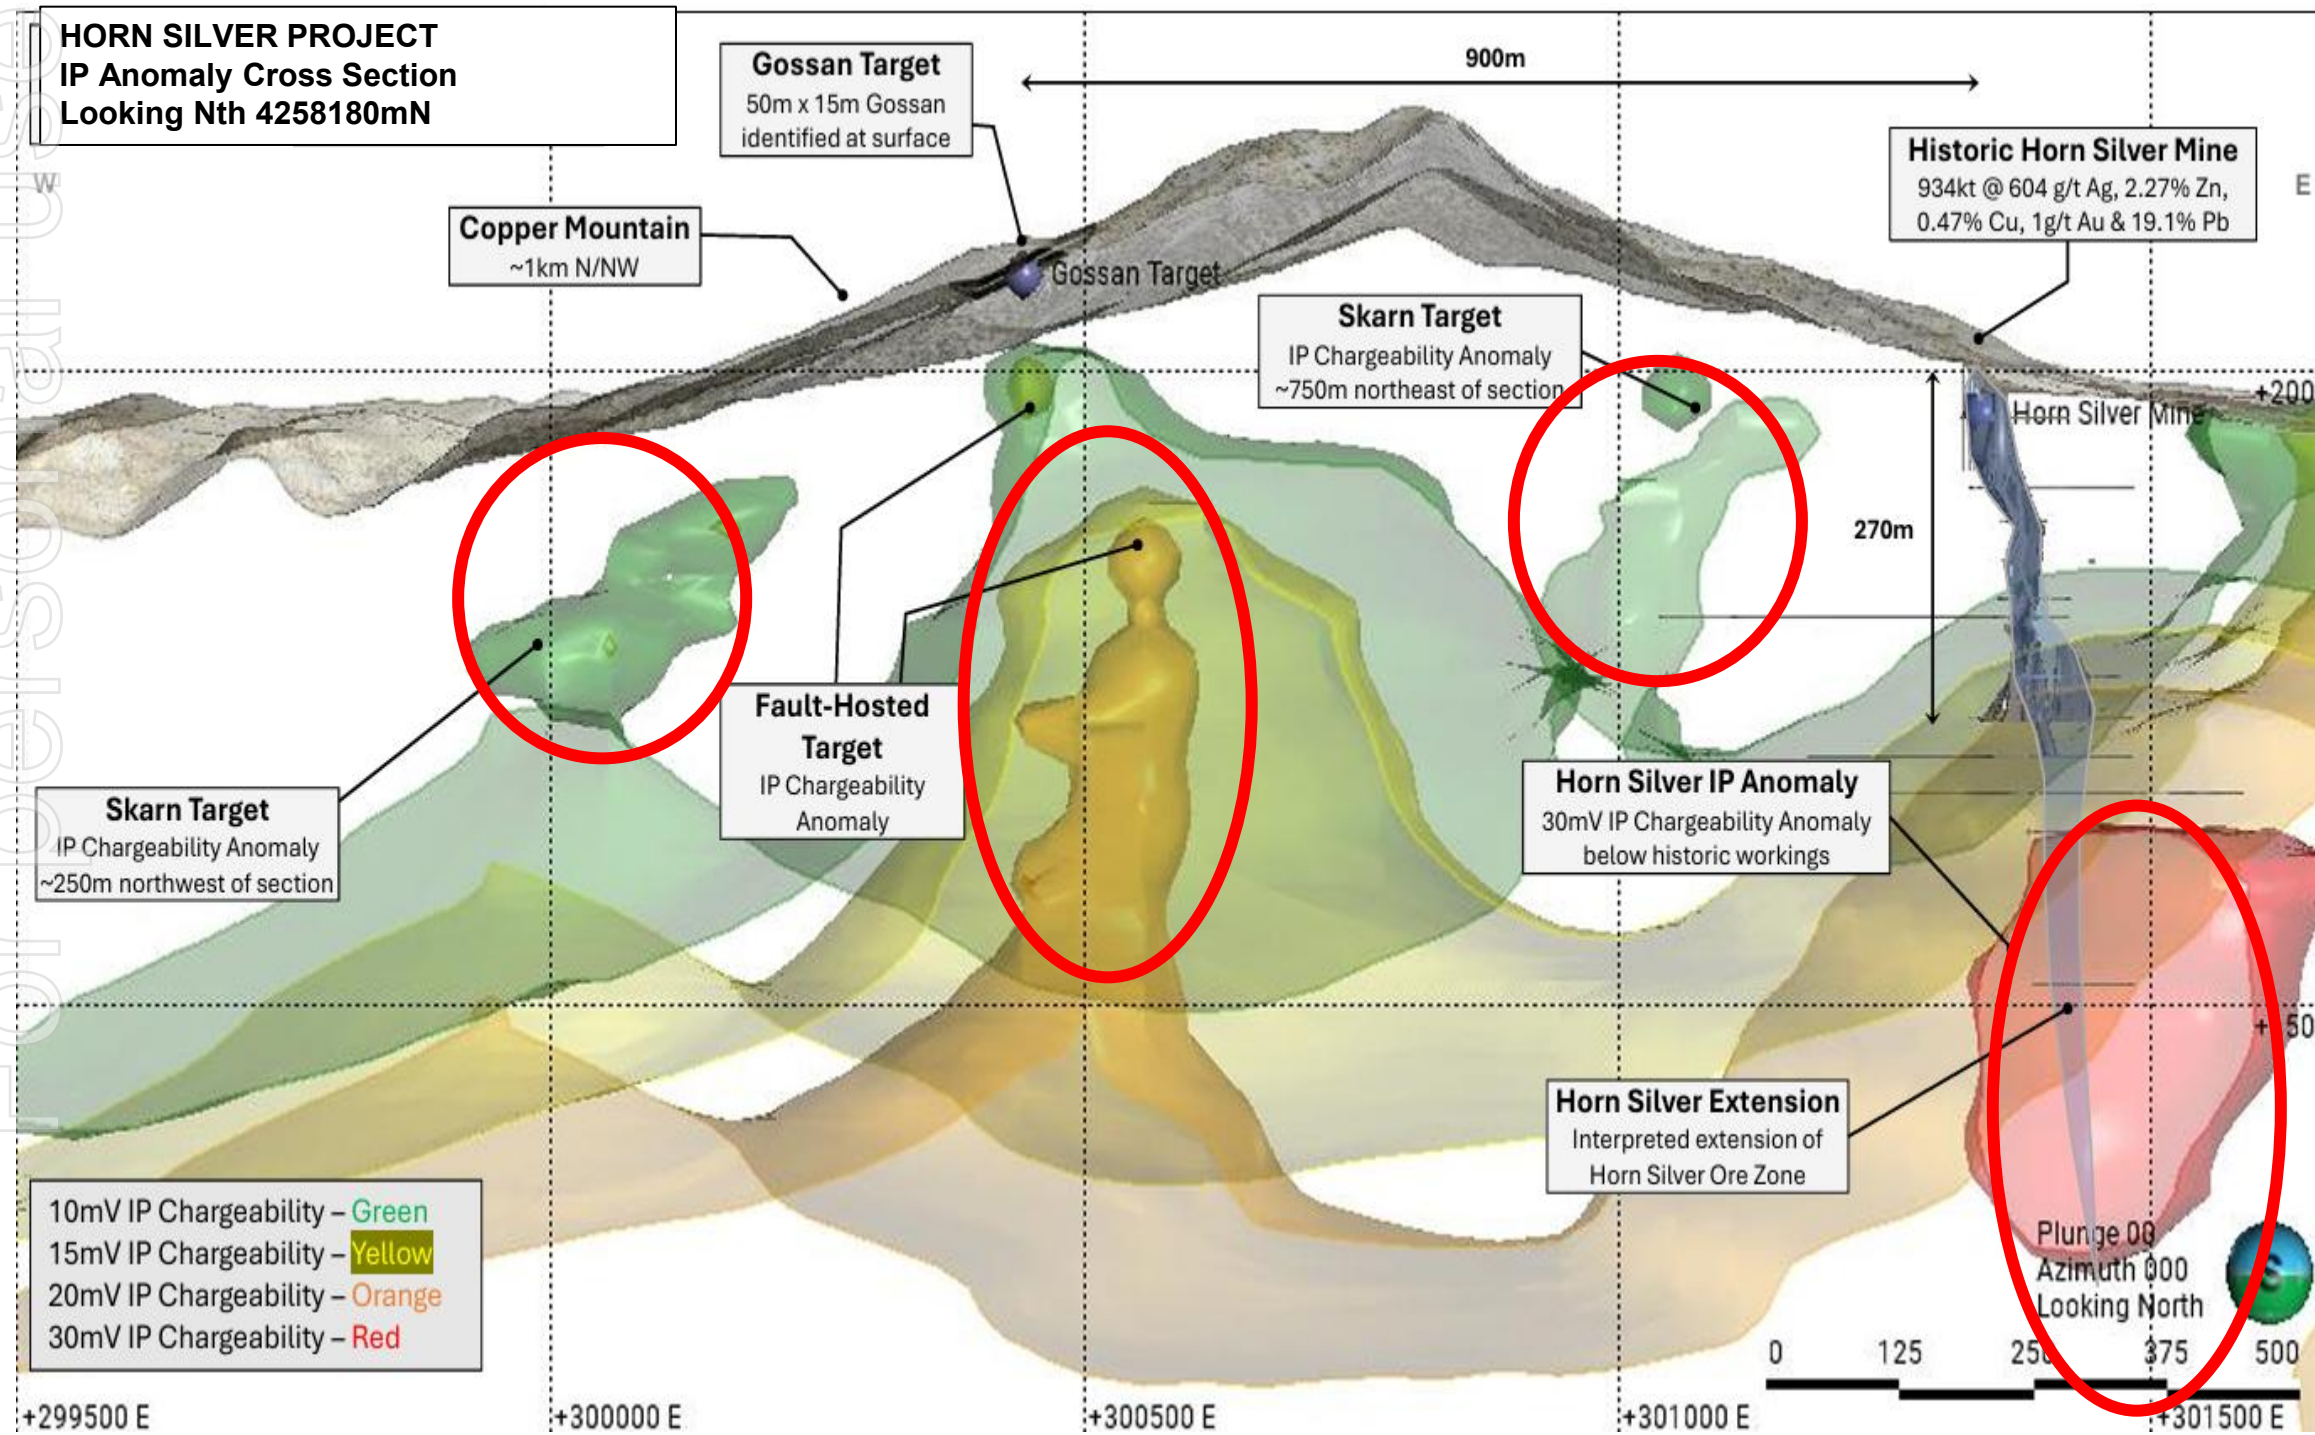 HORN SILVER PROJECT
IP Anomaly Cross Section
Looking Nth 4258180mN
For personal use
W
E
Gossan Target
50m x 15m Gossan
identified at surface
900m
Historic Horn Silver Mine
934kt @ 604 g/t Ag, 2.27% Zn,
0.47% Cu, 1g/t Au & 19.1% Pb
Copper Mountain
~1km N/NW
Gossan Target
Skarn Target
IP Chargeability Anomaly
~750m northeast of section
+200
Horn Silver Mine
270m
Fault-Hosted
Target
IP Chargeability
Anomaly
Skarn Target
IP Chargeability Anomaly
~250m northwest of section
Horn Silver IP Anomaly
30mV IP Chargeability Anomaly
below historic workings
Horn Silver Extension
Interpreted extension of
Horn Silver Ore Zone
10mV IP Chargeability – Green
15mV IP Chargeability – Yellow
20mV IP Chargeability – Orange
30mV IP Chargeability – Red
Plunge 00
Azimuth 000
Looking North
S
0 125 250 375 500
+299500 E +300000 E +300500 E +301000 E +301500 E